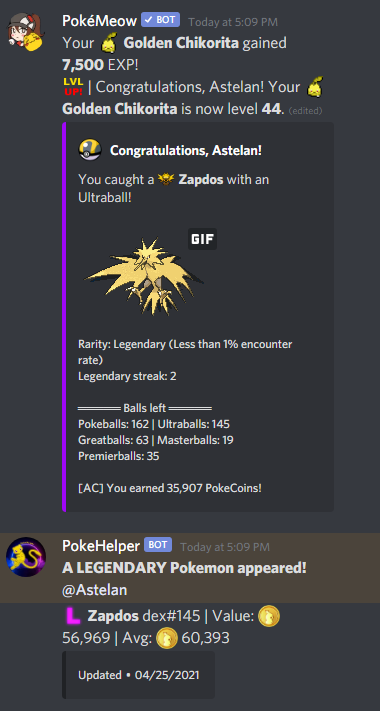 PokéMeow ✓ BOT Today at 5:09 PM
Your Golden Chikorita gained
7,500 EXP!
LVL UP! | Congratulations, Astelan! Your
Golden Chikorita is now level 44. (edited)
Congratulations, Astelan!
You caught a Zapdos with an
Ultraball!
GIF
Rarity: Legendary (Less than 1% encounter
rate)
Legendary streak: 2
══════ Balls left ══════
Pokeballs: 162 | Ultraballs: 145
Greatballs: 63 | Masterballs: 19
Premierballs: 35
[AC] You earned 35,907 PokeCoins!
PokeHelper BOT Today at 5:09 PM
A LEGENDARY Pokemon appeared!
@Astelan
L Zapdos dex#145 | Value:
56,969 | Avg: 60,393
Updated • 04/25/2021